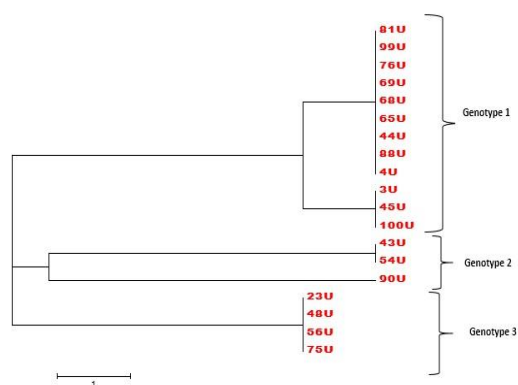 81U
99U
76U
69U
68U
65U
44U
88U
4U
3U
45U
100U
Genotype 1
43U
54U
90U
Genotype 2
23U
48U
56U
75U
Genotype 3
1